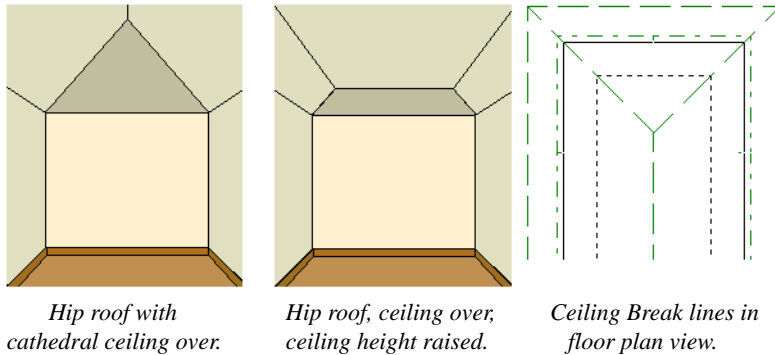 Hip roof with
cathedral ceiling over.
Hip roof, ceiling over,
ceiling height raised.
Ceiling Break lines in
floor plan view.